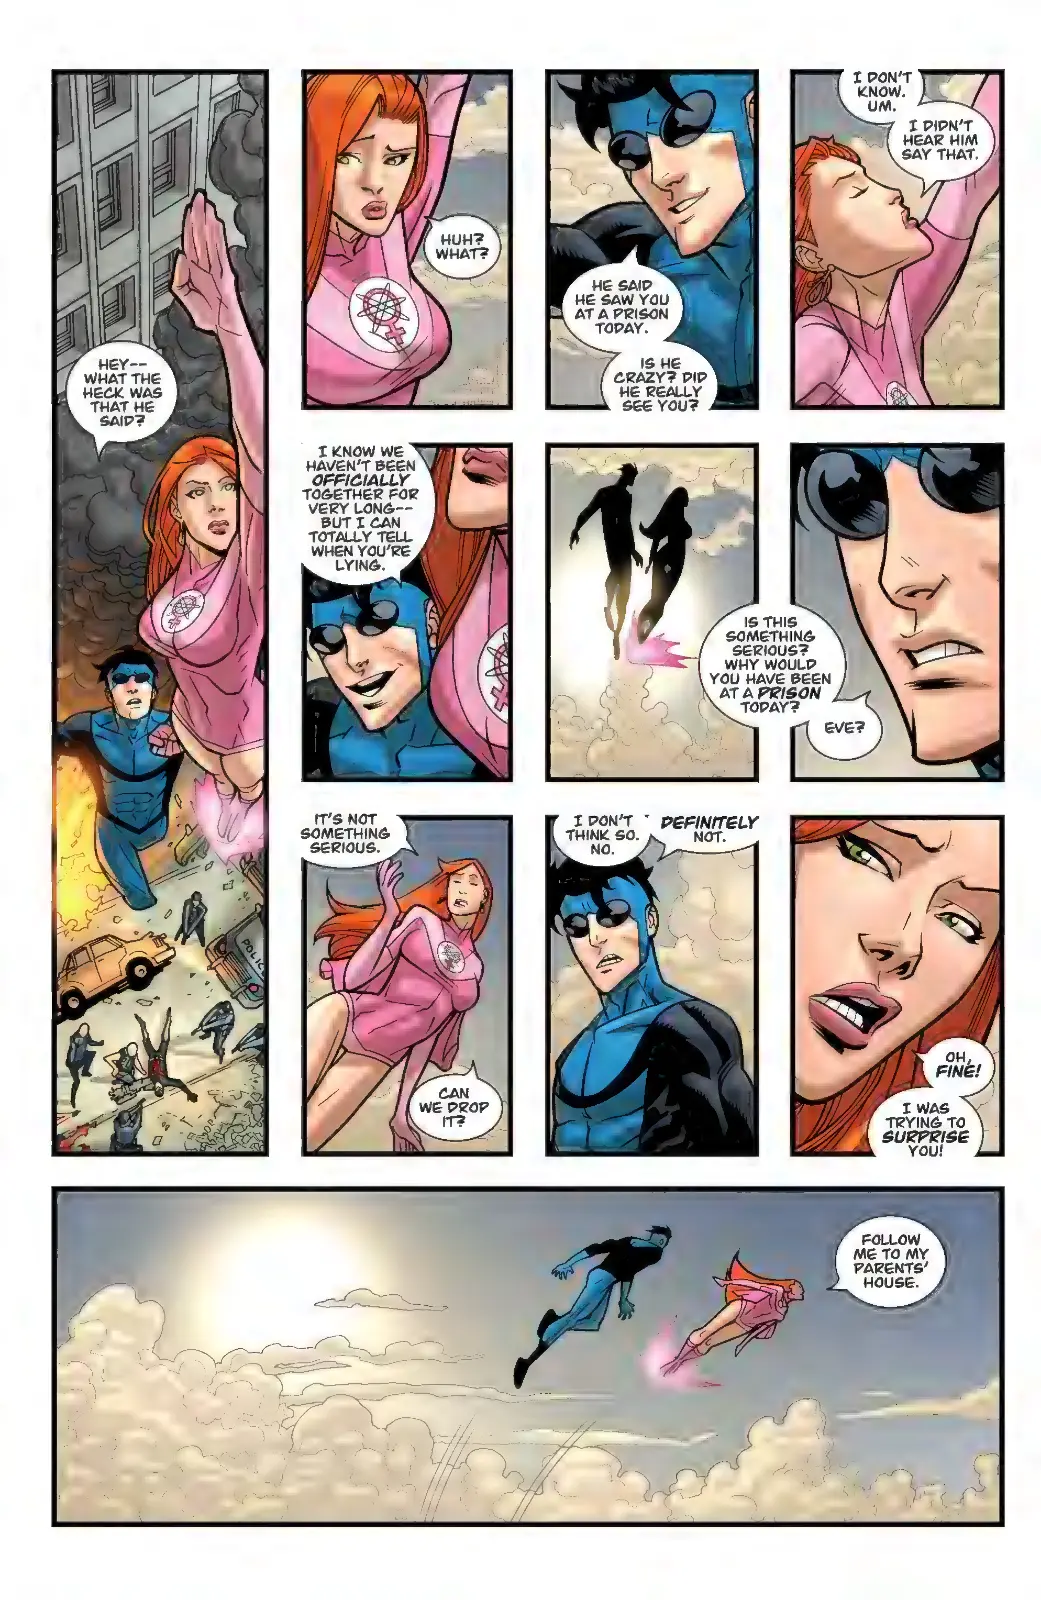 HEY--
WHAT THE
HECK WAS
THAT HE
SAID?
HUH?
WHAT?
HE SAID
HE SAW YOU
AT A PRISON
TODAY.
IS HE
CRAZY? DID
HE REALLY
SEE YOU?
I DON'T
KNOW.
UM.
I DIDN'T
HEAR HIM
SAY THAT.
I KNOW WE
HAVEN'T BEEN
OFFICIALLY
TOGETHER FOR
VERY LONG--
BUT I CAN
TOTALLY TELL
WHEN YOU'RE
LYING.
IS THIS
SOMETHING
SERIOUS?
WHY WOULD
YOU HAVE BEEN
AT A PRISON
TODAY?
EVE?
POLICE
IT'S NOT
SOMETHING
SERIOUS.
CAN
WE DROP
IT?
I DON'T
THINK SO.
NO.
DEFINITELY
NOT.
OH,
FINE!
I WAS
TRYING TO
SURPRISE
YOU!
FOLLOW
ME TO MY
PARENTS'
HOUSE.